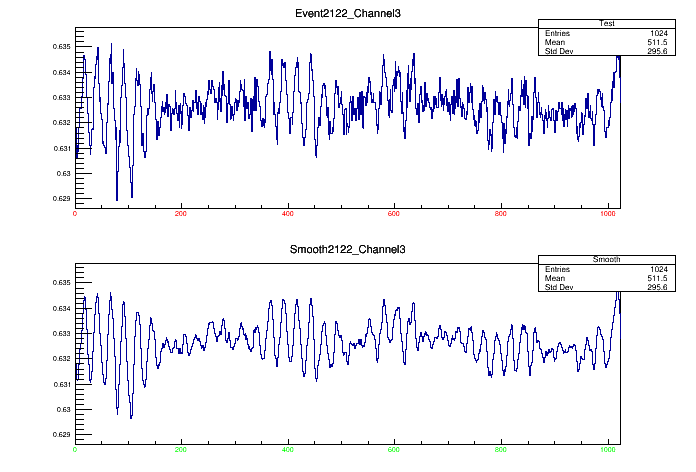 Event2122_Channel3
Test
Entries 1024
Mean 511.5
Std Dev 295.6
0.635
0.634
0.633
0.632
0.631
0.63
0.629
0 200 400 600 800 1000
Smooth2122_Channel3
Smooth
Entries 1024
Mean 511.5
Std Dev 295.6
0.635
0.634
0.633
0.632
0.631
0.63
0.629
0 200 400 600 800 1000